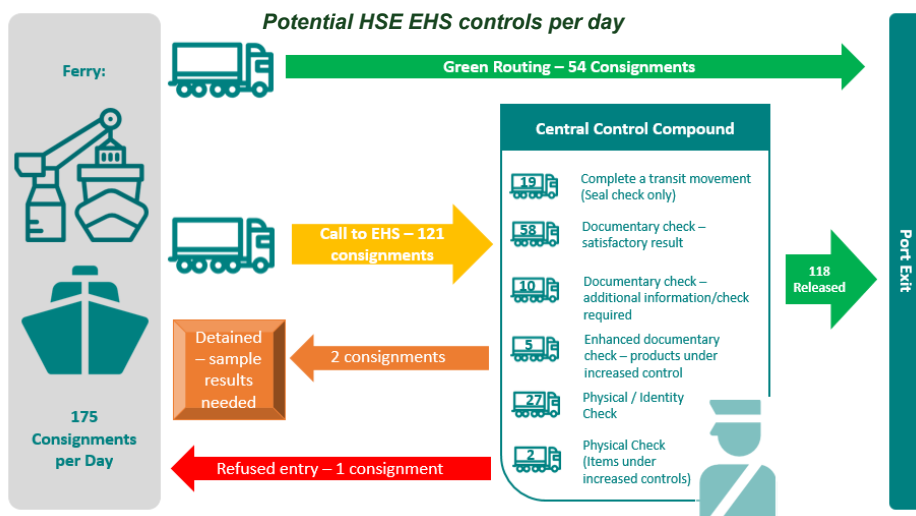 Potential HSE EHS controls per day
Ferry:
Green Routing – 54 Consignments
Central Control Compound
19
Complete a transit movement
(Seal check only)
58
Documentary check –
satisfactory result
Call to EHS – 121
consignments
10
Documentary check –
additional information/check
required
118
Released
Port Exit
5
Enhanced documentary
check – products under
increased control
Detained
– sample
results
needed
2 consignments
27
Physical / Identity
Check
175
Consignments
per Day
2
Physical Check
(Items under
increased controls)
Refused entry – 1 consignment